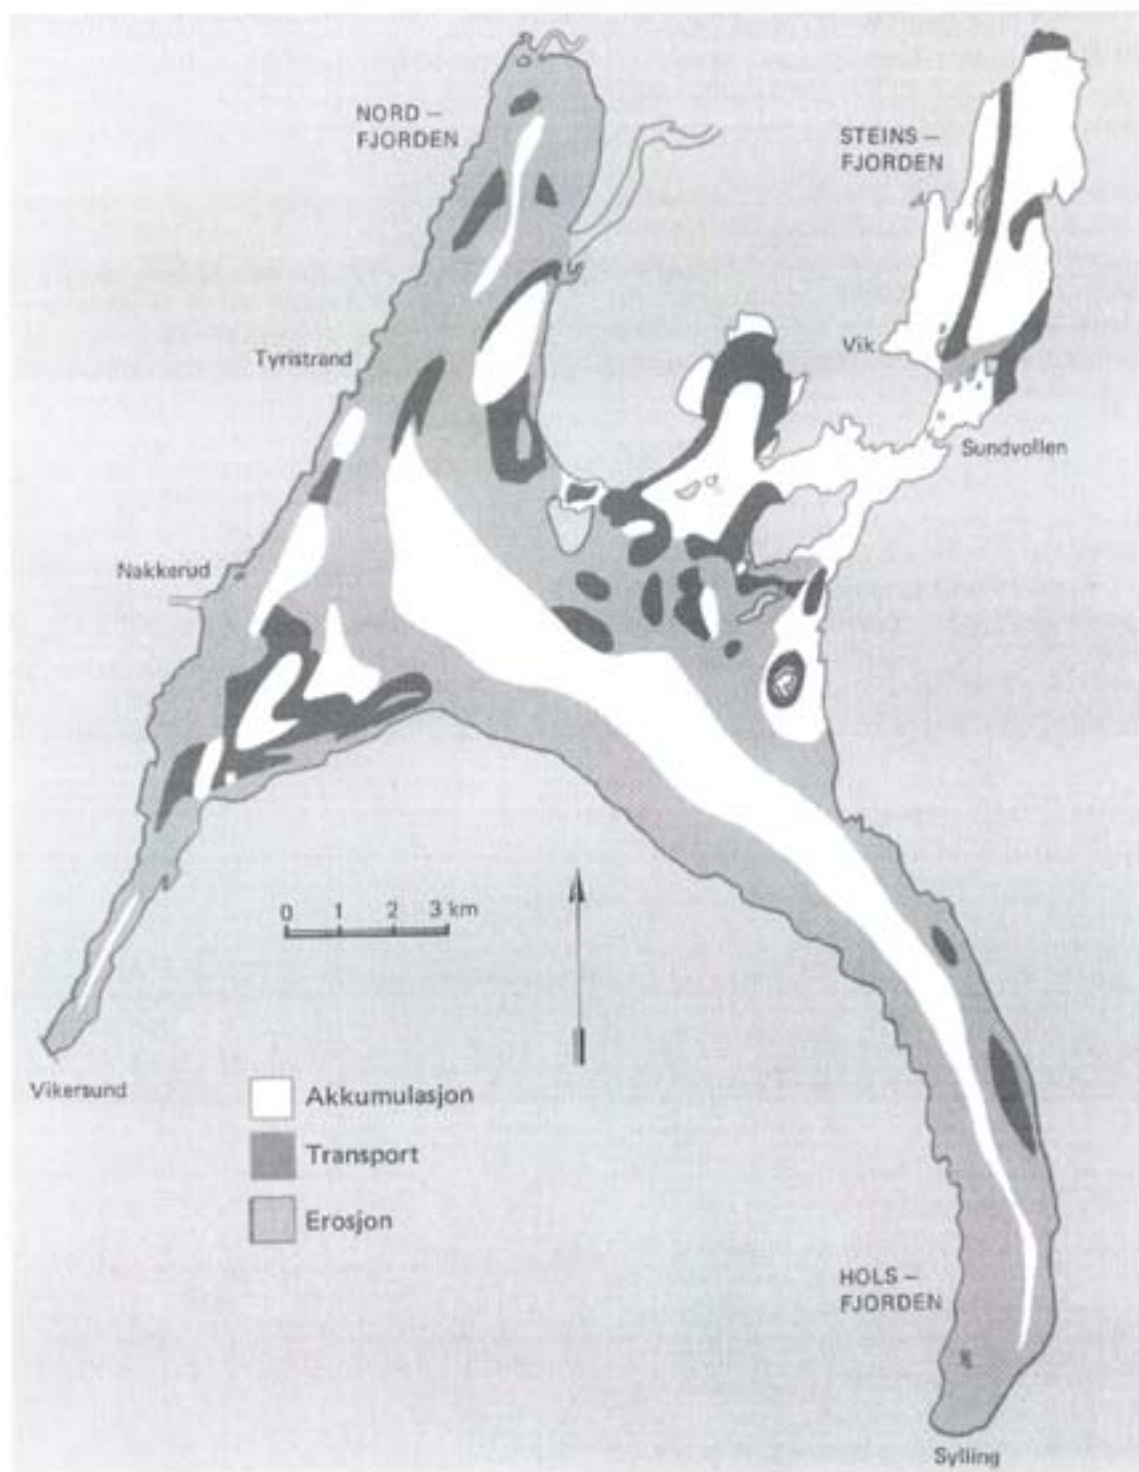 NORD –
FJORDEN
STEINS –
FJORDEN
Vik
Tyristrand
Sundvollen
Nakkerud
0 1 2 3 km
Vikersund
Akkumulasjon
Transport
Erosjon
HOLS –
FJORDEN
Sylling